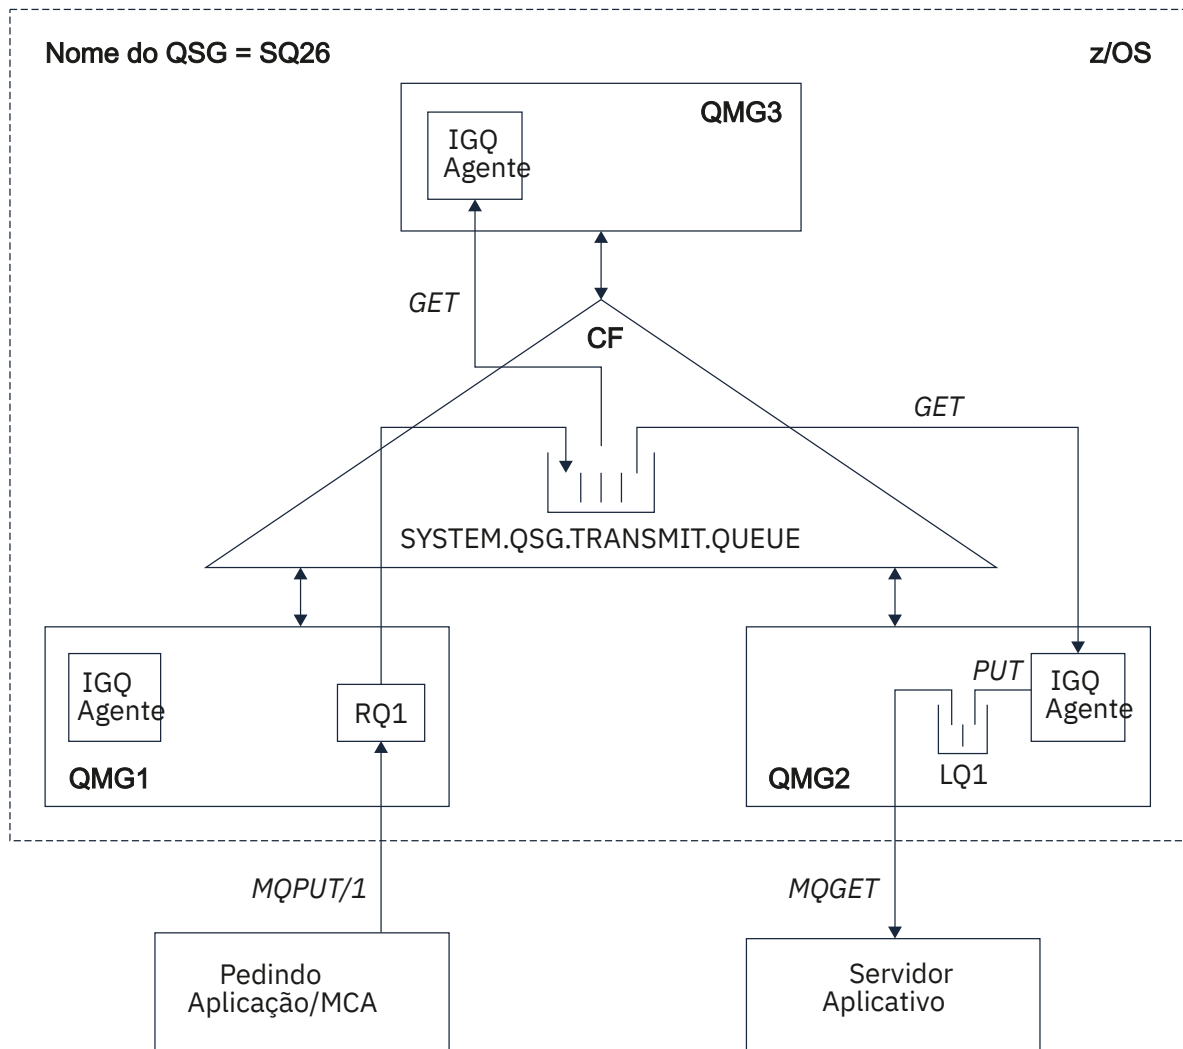 Nome do QSG = SQ26
z/OS
QMG3
IGQ
Agente
GET
CF
GET
SYSTEM.QSG.TRANSMIT.QUEUE
IGQ
Agente
RQ1
QMG1
PUT
IGQ
Agente
LQ1
QMG2
MQPUT/1
MQGET
Pedindo
Aplicação/MCA
Servidor
Aplicativo